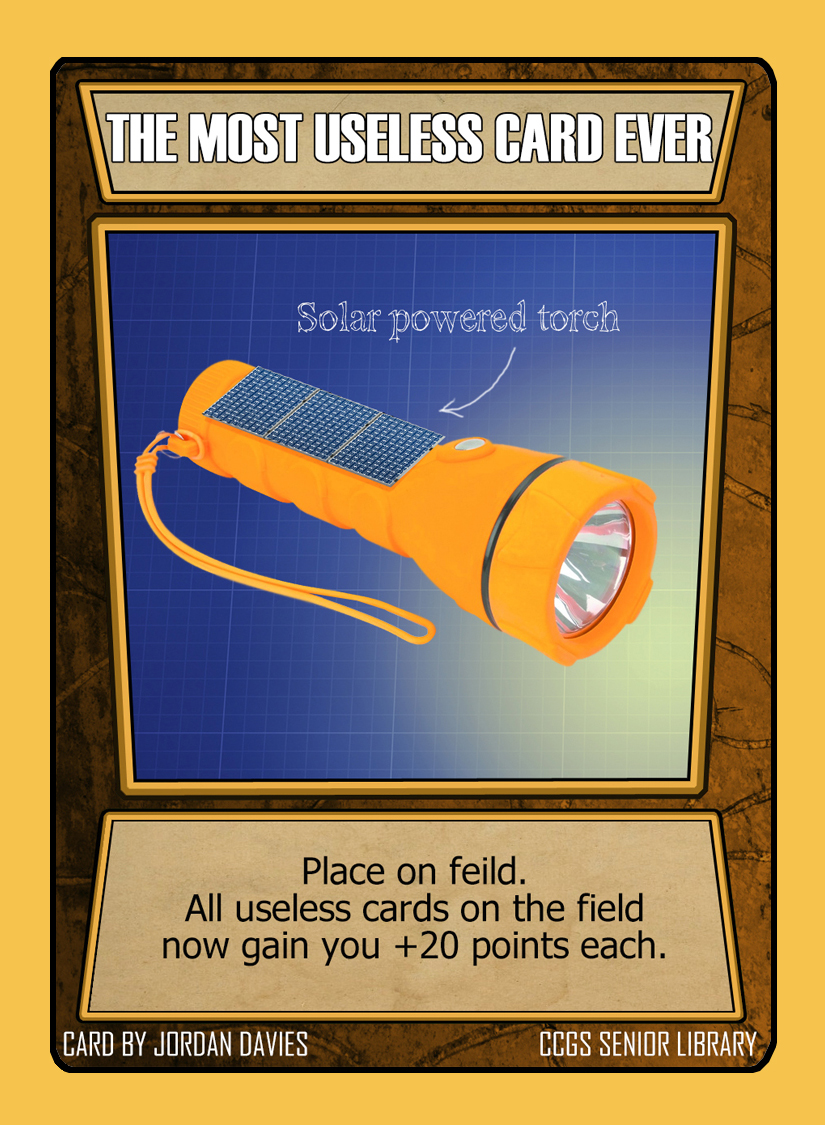 THE MOST USELESS CARD EVER
Solar powered torch
Place on feild.
All useless cards on the field
now gain you +20 points each.
CARD BY JORDAN DAVIES
CCGS SENIOR LIBRARY